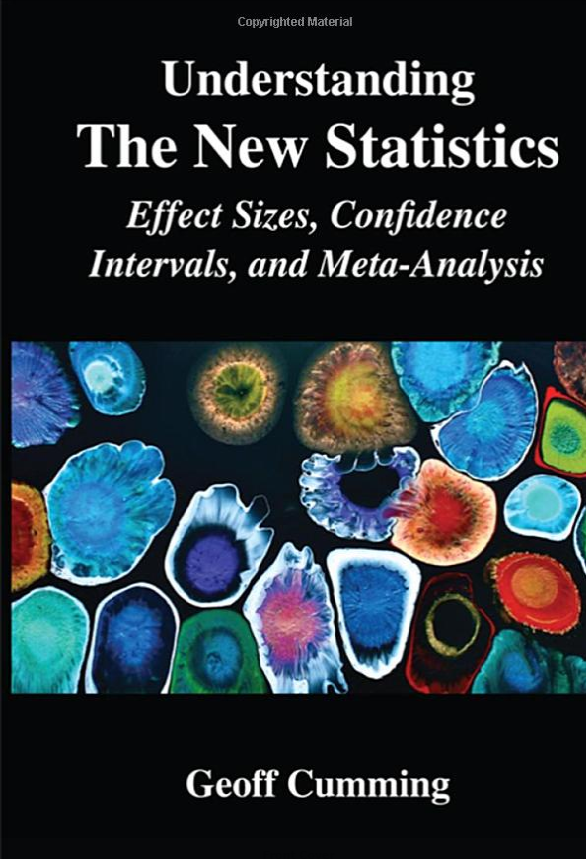 Copyrighted Material
Understanding
The New Statistics
Effect Sizes, Confidence
Intervals, and Meta-Analysis
Geoff Cumming